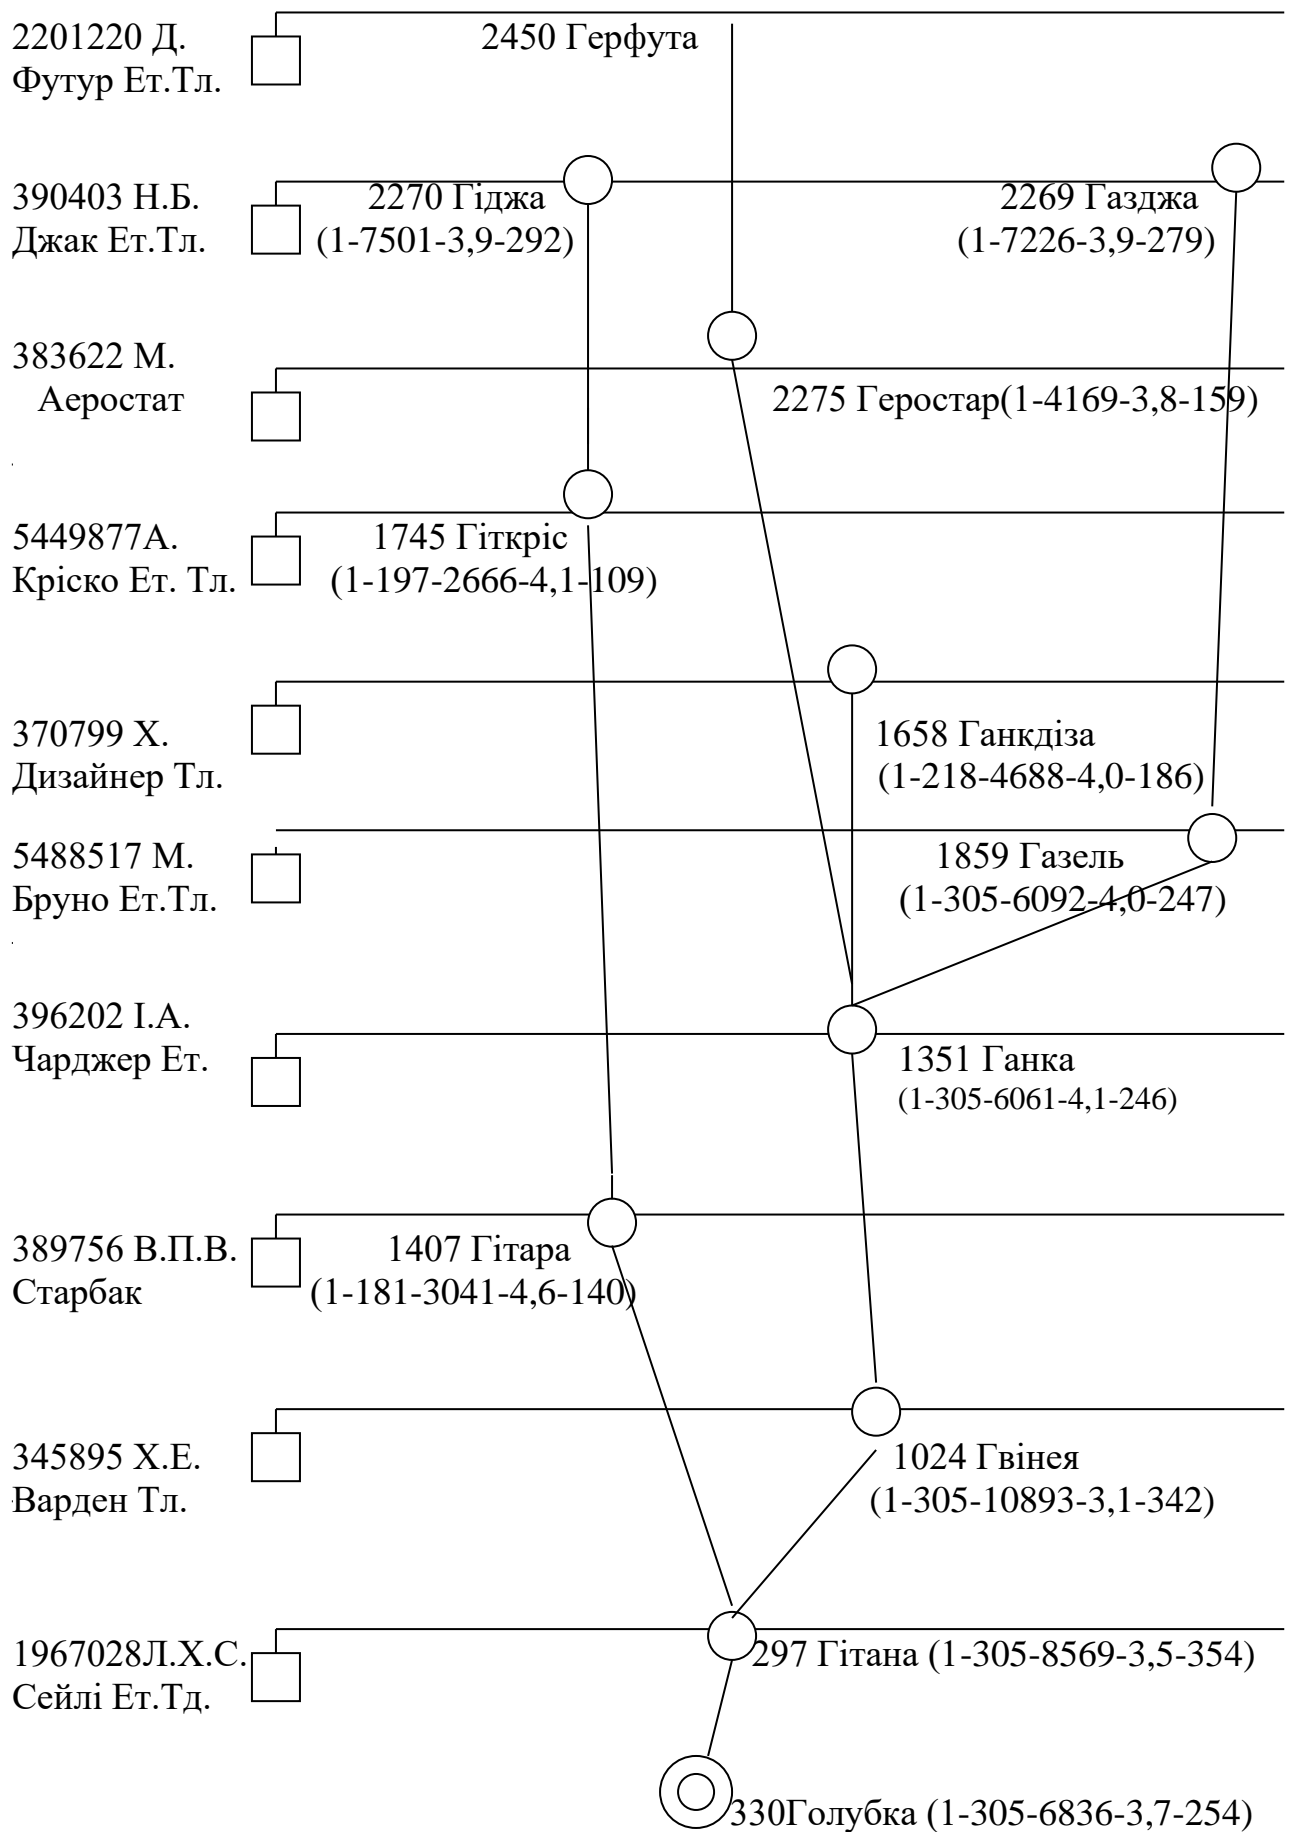 2201220 Д.
Футур Ет.Тл.
2450 Герфута
390403 Н.Б.
Джак Ет.Тл.
2270 Гіджа
(1-7501-3,9-292)
2269 Газджа
(1-7226-3,9-279)
383622 М.
Аеростат
2275 Геростар(1-4169-3,8-159)
5449877А.
Кріско Ет. Тл.
1745 Гіткріс
(1-197-2666-4,1-109)
370799 Х.
Дизайнер Тл.
1658 Ганкдіза
(1-218-4688-4,0-186)
5488517 М.
Бруно Ет.Тл.
1859 Газель
(1-305-6092-4,0-247)
396202 І.А.
Чарджер Ет.
1351 Ганка
(1-305-6061-4,1-246)
389756 В.П.В.
Старбак
1407 Гітара
(1-181-3041-4,6-140)
345895 Х.Е.
Варден Тл.
1024 Гвінея
(1-305-10893-3,1-342)
1967028Л.Х.С.
Сейлі Ет.Тд.
297 Гітана (1-305-8569-3,5-354)
330Голубка (1-305-6836-3,7-254)